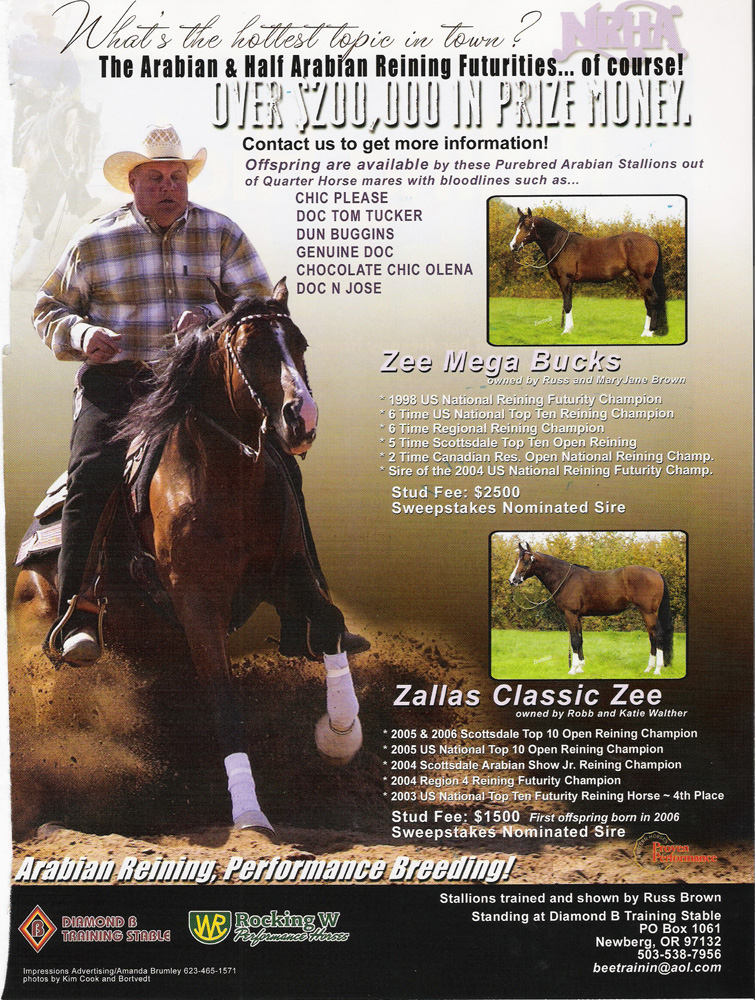 What's the hottest topic in town?
NRHA
The Arabian & Half Arabian Reining Futurities... of course!
OVER $200,000 IN PRIZE MONEY.
Contact us to get more information!
Offspring are available by these Purebred Arabian Stallions out
of Quarter Horse mares with bloodlines such as...
CHIC PLEASE
DOC TOM TUCKER
DUN BUGGINS
GENUINE DOC
CHOCOLATE CHIC OLENA
DOC N JOSE
Zee Mega Bucks
owned by Russ and MaryJane Brown
* 1998 US National Reining Futurity Champion
* 6 Time US National Top Ten Reining Champion
* 6 Time Regional Reining Champion
* 5 Time Scottsdale Top Ten Open Reining
* 2 Time Canadian Res. Open National Reining Champ.
* Sire of the 2004 US National Reining Futurity Champ.
Stud Fee: $2500
Sweepstakes Nominated Sire
Zallas Classic Zee
owned by Robb and Katie Walther
* 2005 & 2006 Scottsdale Top 10 Open Reining Champion
* 2005 US National Top 10 Open Reining Champion
* 2004 Scottsdale Arabian Show Jr. Reining Champion
* 2004 Region 4 Reining Futurity Champion
* 2003 US National Top Ten Futurity Reining Horse ~ 4th Place
Stud Fee: $1500 First offspring born in 2006
Sweepstakes Nominated Sire
Proven
Performance
Arabian Reining, Performance Breeding!
B
DIAMOND B
TRAINING STABLE
WR
Rocking W
Performance Horses
Stallions trained and shown by Russ Brown
Standing at Diamond B Training Stable
PO Box 1061
Newberg, OR 97132
503-538-7956
beetrainin@aol.com
Impressions Advertising/Amanda Brumley 623-465-1571
photos by Kim Cook and Bortvedt